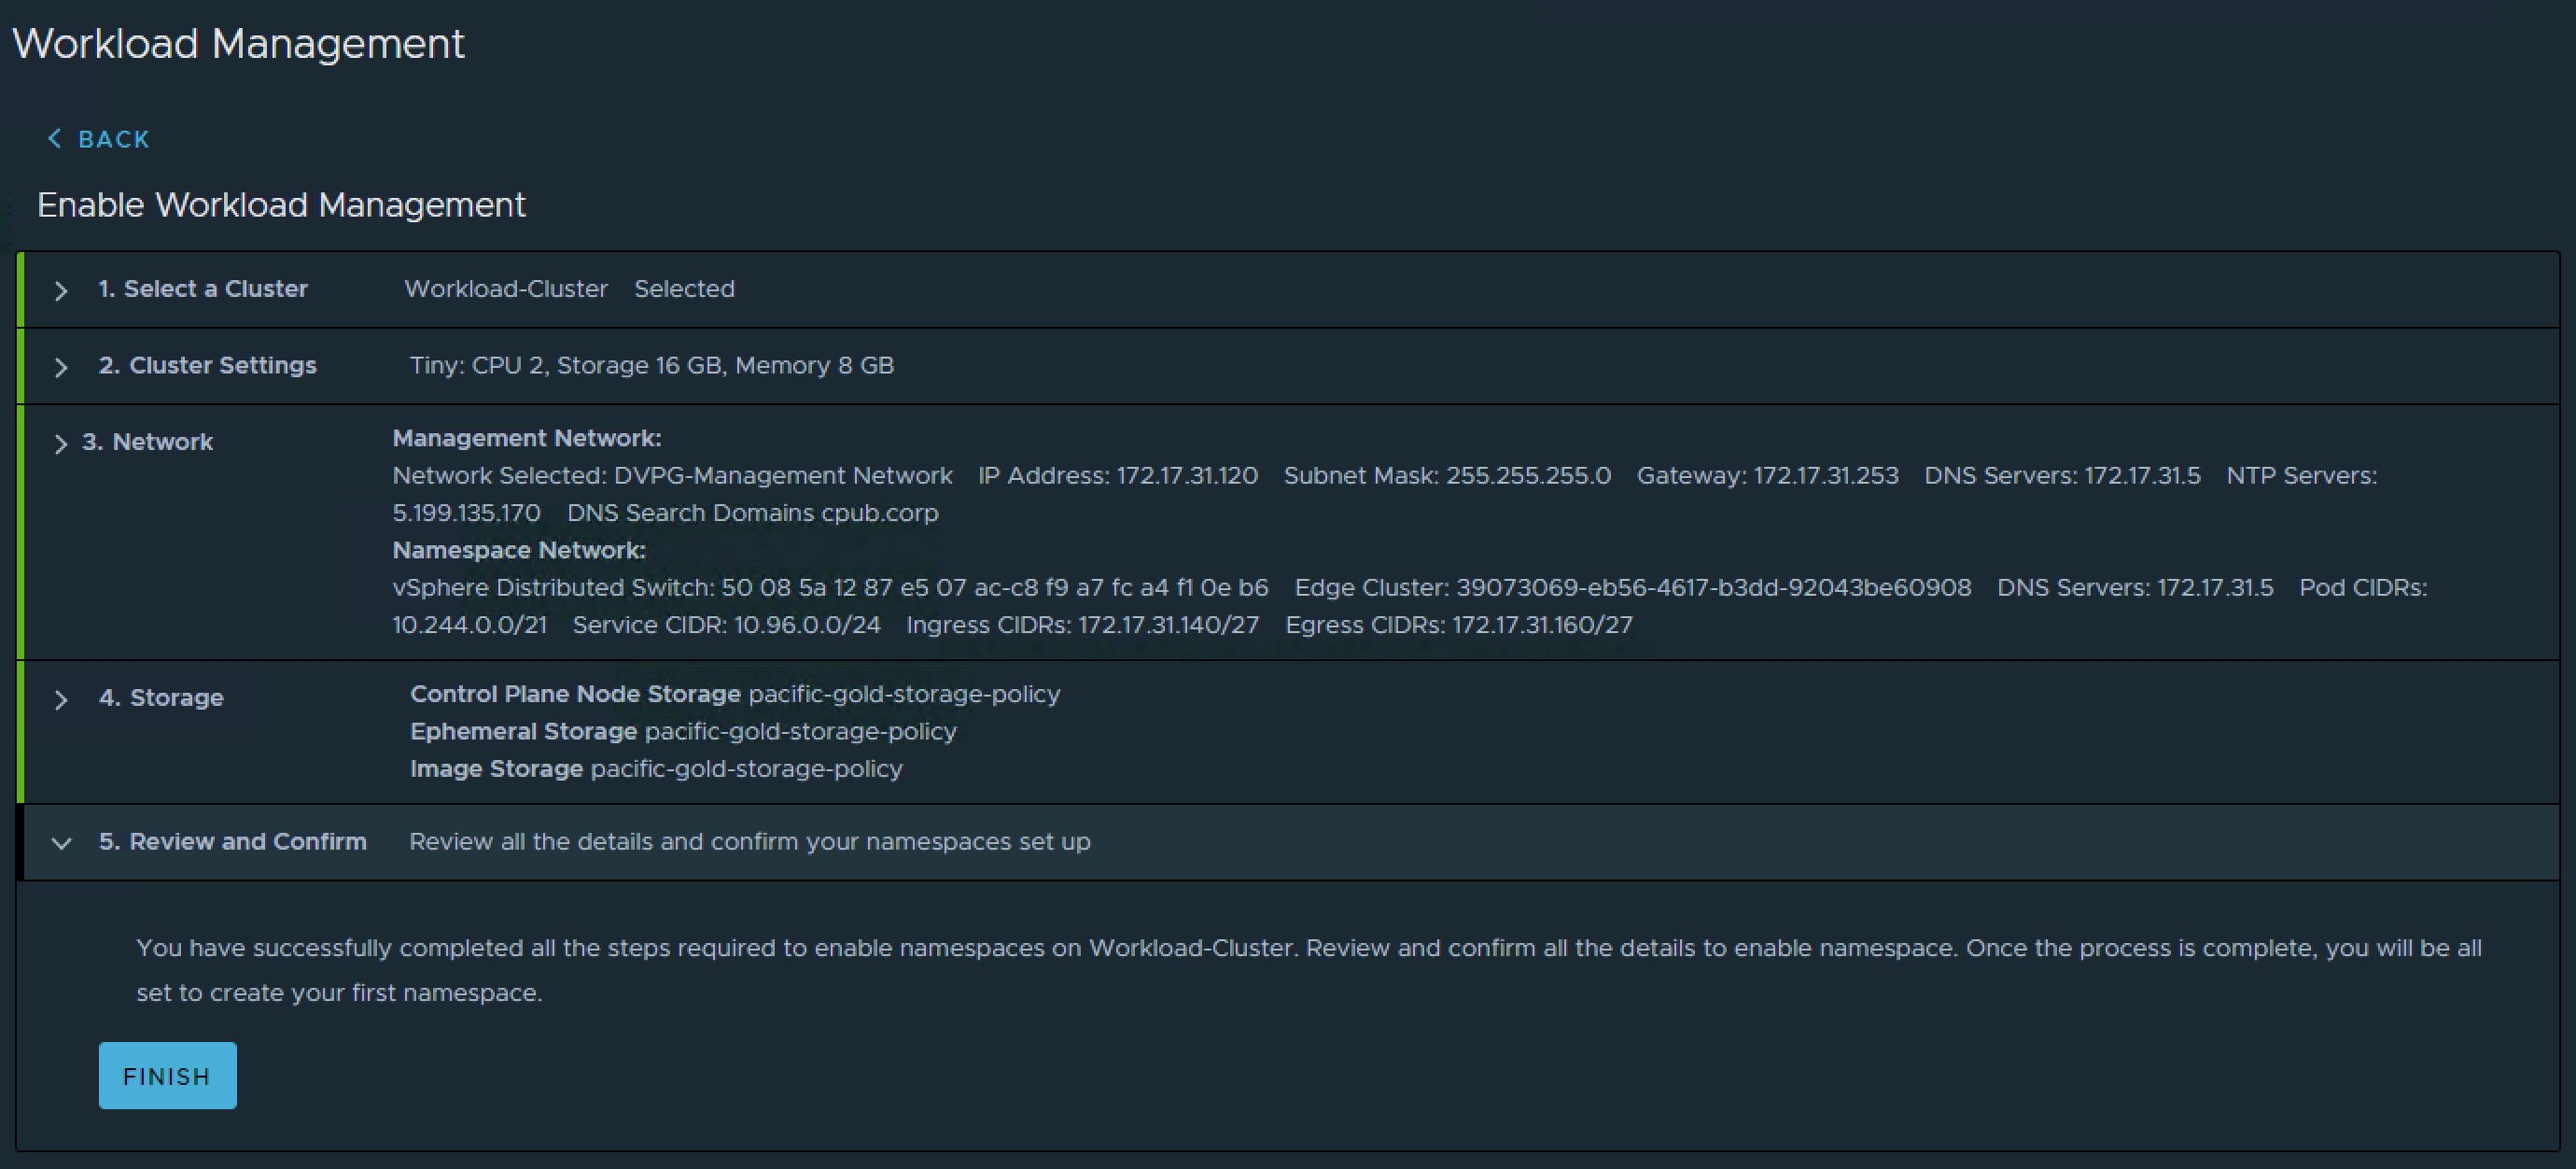 Workload Management
BACK
Enable Workload Management
1. Select a Cluster Workload-Cluster Selected
2. Cluster Settings Tiny: CPU 2, Storage 16 GB, Memory 8 GB
3. Network
Management Network:
Network Selected: DVPG-Management Network IP Address: 172.17.31.120 Subnet Mask: 255.255.255.0 Gateway: 172.17.31.253 DNS Servers: 172.17.31.5 NTP Servers:
5.199.135.170 DNS Search Domains cpub.corp
Namespace Network:
vSphere Distributed Switch: 50 08 5a 12 87 e5 07 ac-c8 f9 a7 fc a4 f1 0e b6 Edge Cluster: 39073069-eb56-4617-b3dd-92043be60908 DNS Servers: 172.17.31.5 Pod CIDRs:
10.244.0.0/21 Service CIDR: 10.96.0.0/24 Ingress CIDRs: 172.17.31.140/27 Egress CIDRs: 172.17.31.160/27
4. Storage
Control Plane Node Storage pacific-gold-storage-policy
Ephemeral Storage pacific-gold-storage-policy
Image Storage pacific-gold-storage-policy
5. Review and Confirm Review all the details and confirm your namespaces set up
You have successfully completed all the steps required to enable namespaces on Workload-Cluster. Review and confirm all the details to enable namespace. Once the process is complete, you will be all
set to create your first namespace.
FINISH